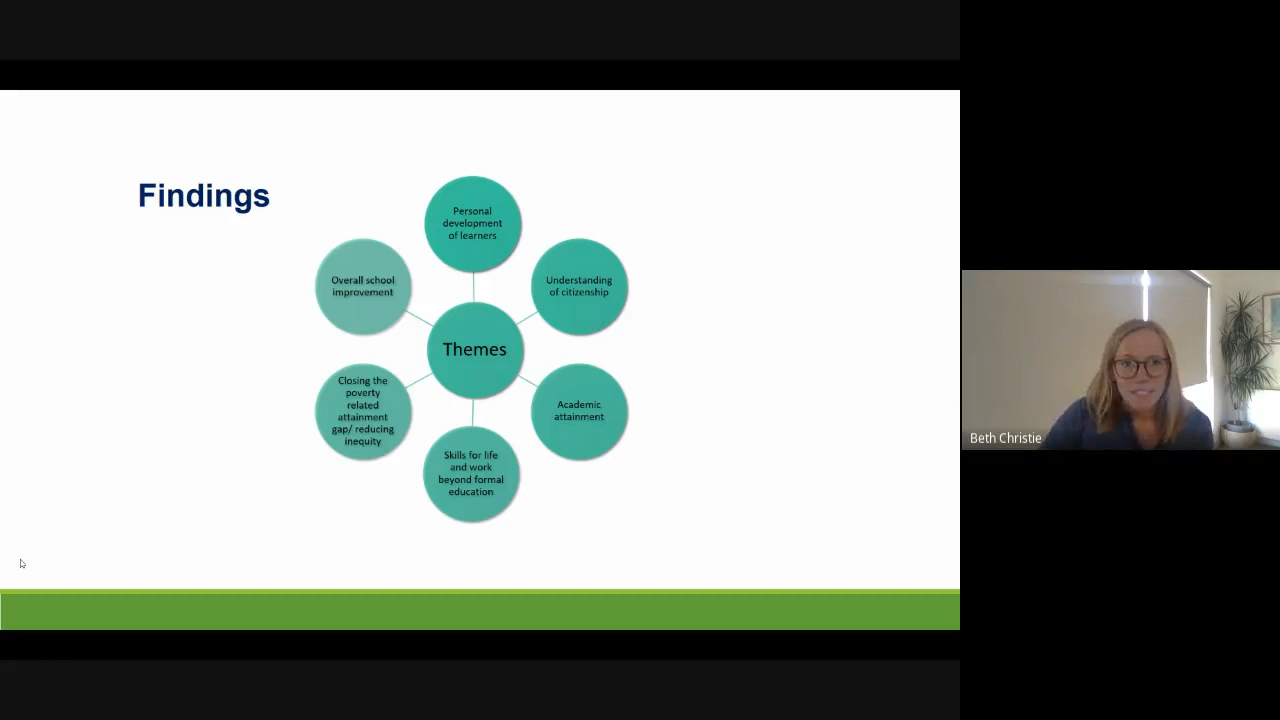 Findings
Personal
development
of learners
Overall school
improvement
Understanding
of citizenship
Themes
Closing the
poverty
related
attainment
gap/ reducing
inequity
Academic
attainment
Skills for life
and work
beyond formal
education
Beth Christie